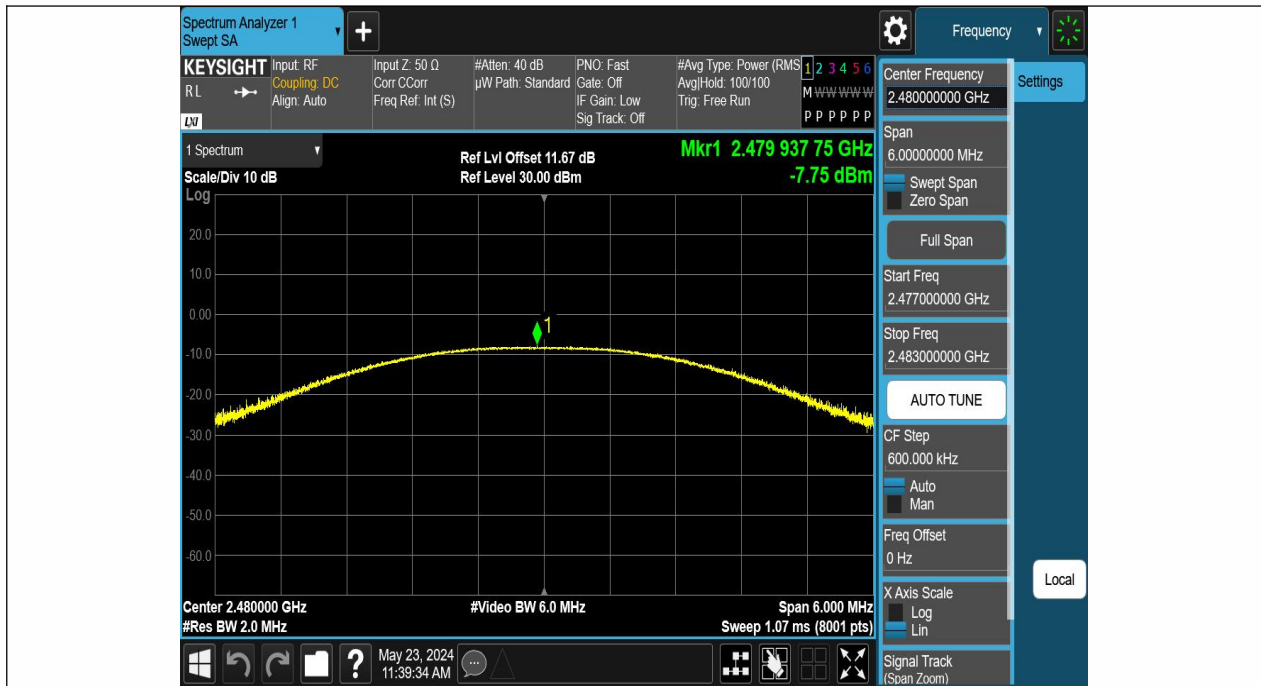 Spectrum Analyzer 1
Swept SA
Frequency
KEYSIGHT
R L
LXI
Input: RF
Coupling: DC
Align: Auto
Input Z: 50 Ω
Corr CCorr
Freq Ref: Int (S)
#Atten: 40 dB
µW Path: Standard
PNO: Fast
Gate: Off
IF Gain: Low
Sig Track: Off
#Avg Type: Power (RMS
Avg|Hold: 100/100
Trig: Free Run
1 2 3 4 5 6
M W W W W W
P P P P P P
1 Spectrum
Scale/Div 10 dB
Log
Ref Lvl Offset 11.67 dB
Ref Level 30.00 dBm
Mkr1 2.479 937 75 GHz
-7.75 dBm
20.0
10.0
0.00
-10.0
-20.0
-30.0
-40.0
-50.0
-60.0
1
Center 2.480000 GHz
#Res BW 2.0 MHz
#Video BW 6.0 MHz
Span 6.000 MHz
Sweep 1.07 ms (8001 pts)
May 23, 2024
11:39:34 AM
Center Frequency
2.480000000 GHz
Span
6.00000000 MHz
Swept Span
Zero Span
Full Span
Start Freq
2.477000000 GHz
Stop Freq
2.483000000 GHz
AUTO TUNE
CF Step
600.000 kHz
Auto
Man
Freq Offset
0 Hz
X Axis Scale
Log
Lin
Signal Track
(Span Zoom)
Settings
Local